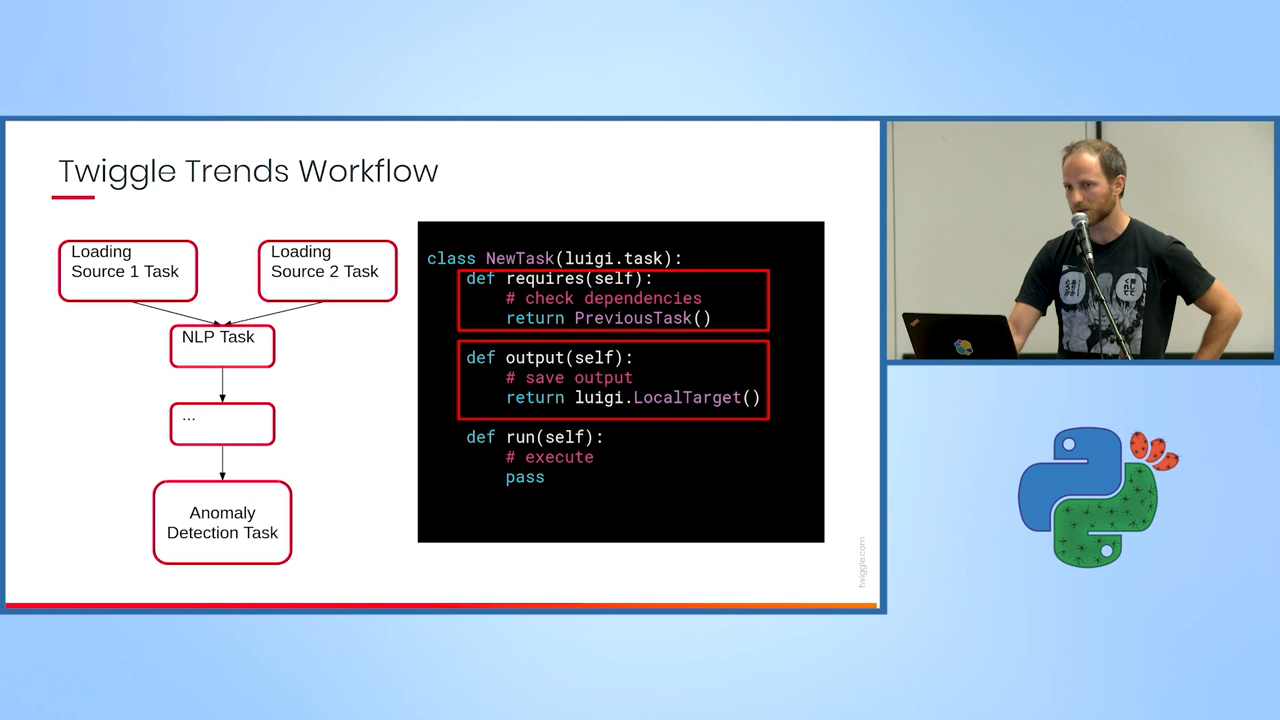 Twiggle Trends Workflow
Loading
Source 1 Task
Loading
Source 2 Task
NLP Task
...
Anomaly
Detection Task
class NewTask(luigi.task):
def requires(self):
# check dependencies
return PreviousTask()
def output(self):
# save output
return luigi.LocalTarget()
def run(self):
# execute
pass
twiggle.com